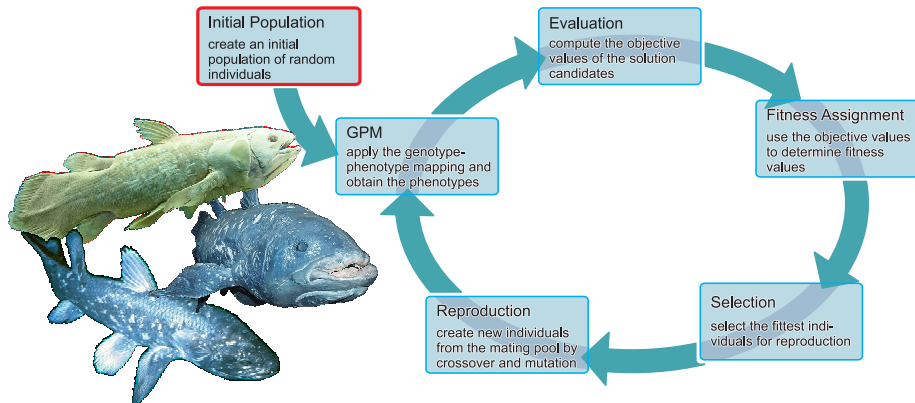 Initial Population
create an initial
population of random
individuals
GPM
apply the genotype-
phenotype mapping and
obtain the phenotypes
Evaluation
compute the objective
values of the solution
candidates
Fitness Assignment
use the objective values
to determine fitness
values
Selection
select the fittest indi-
viduals for reproduction
Reproduction
create new individuals
from the mating pool by
crossover and mutation